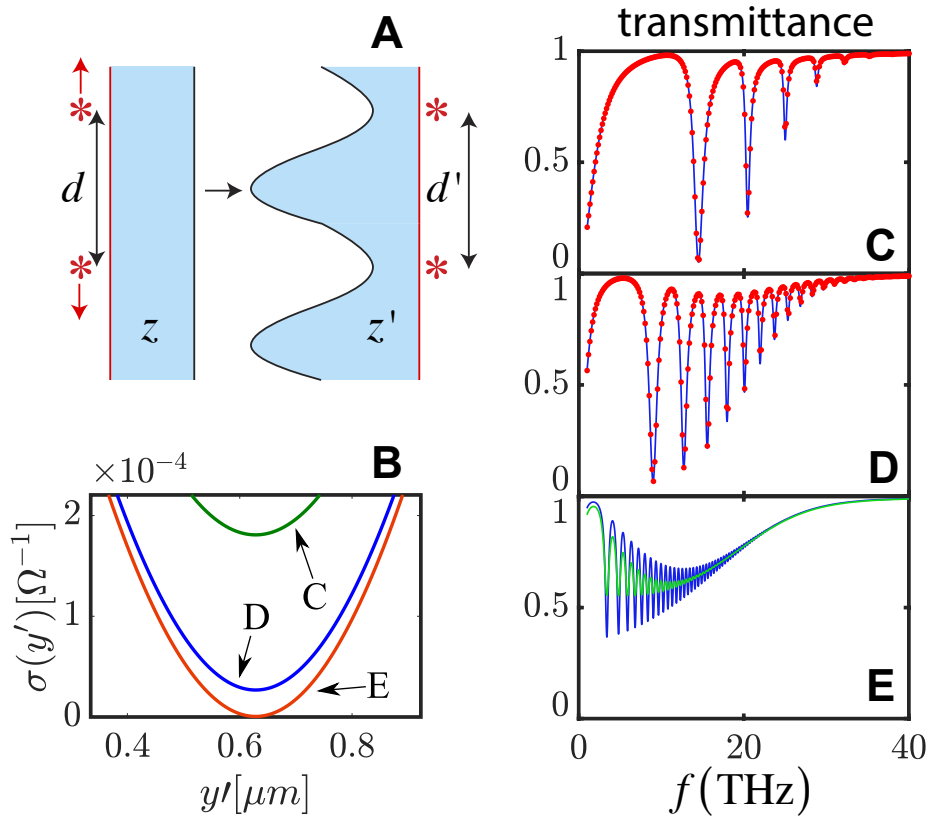 A
*
*
d
d'
*
*
z
z'
B
×10⁻⁴
σ(y′)[Ω⁻¹]
2
1
0
C
D
E
0.4
0.6
0.8
y′[μm]
transmittance
1
0.5
0
C
1
0.5
0
D
1
0.5
E
0
20
40
f(THz)